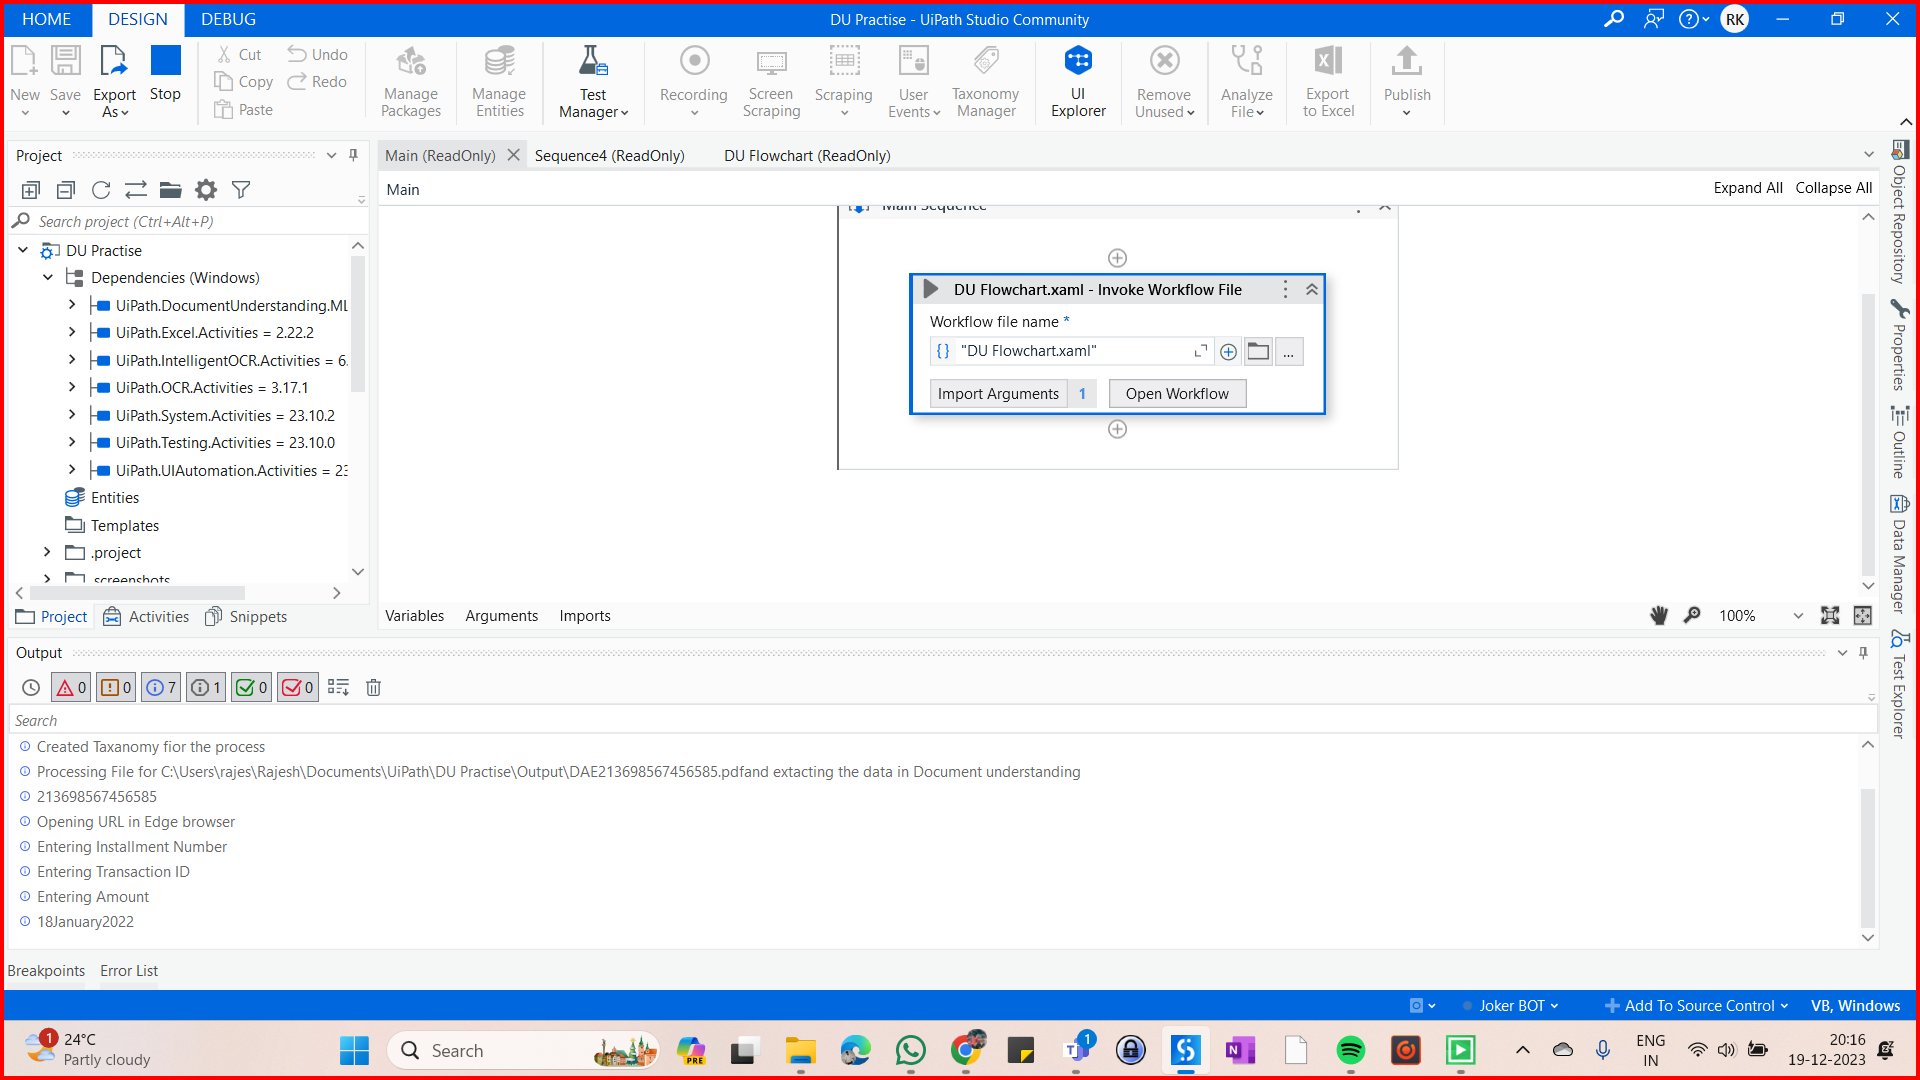 HOME DESIGN DEBUG
DU Practise - UiPath Studio Community
RK
New
Save
Export As
Stop
Cut
Copy
Paste
Undo
Redo
Manage Packages
Manage Entities
Test Manager
Recording
Screen Scraping
Scraping
User Events
Taxonomy Manager
UI Explorer
Remove Unused
Analyze File
Export to Excel
Publish
Project
Search project (Ctrl+Alt+P)
DU Practise
Dependencies (Windows)
UiPath.DocumentUnderstanding.ML
UiPath.Excel.Activities = 2.22.2
UiPath.IntelligentOCR.Activities = 6.
UiPath.OCR.Activities = 3.17.1
UiPath.System.Activities = 23.10.2
UiPath.Testing.Activities = 23.10.0
UiPath.UIAutomation.Activities = 23
Entities
Templates
.project
.screenshots
Project Activities Snippets
Main (ReadOnly) Sequence4 (ReadOnly) DU Flowchart (ReadOnly)
Main
Expand All Collapse All
Main Sequence
DU Flowchart.xaml - Invoke Workflow File
Workflow file name *
{} "DU Flowchart.xaml" ...
Import Arguments 1 Open Workflow
Variables Arguments Imports
100%
Object Repository
Properties
Outline
Data Manager
Test Explorer
Output
0 0 7 1 0 0
Search
Created Taxanomy fior the process
Processing File for C:\Users\rajes\Rajesh\Documents\UiPath\DU Practise\Output\DAE213698567456585.pdfand extacting the data in Document understanding
213698567456585
Opening URL in Edge browser
Entering Installment Number
Entering Transaction ID
Entering Amount
18January2022
Breakpoints Error List
Joker BOT Add To Source Control VB, Windows
1
24°C
Partly cloudy
Search
PRE
1
ENG
IN
20:16
19-12-2023